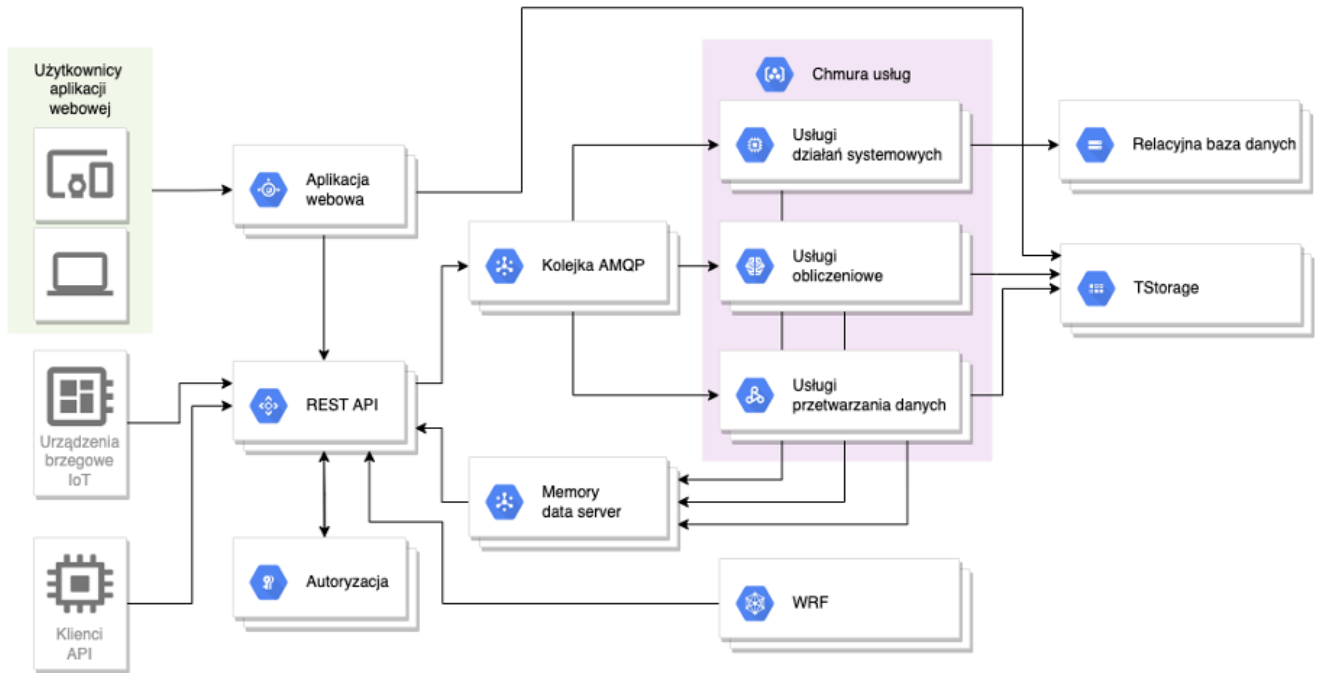 Użytkownicy
aplikacji
webowej
Aplikacja
webowa
Urządzenia
brzegowe
IoT
Klienci
API
REST API
Autoryzacja
Kolejka AMQP
Memory
data server
Chmura usług
Usługi
działań systemowych
Usługi
obliczeniowe
Usługi
przetwarzania danych
WRF
Relacyjna baza danych
TStorage